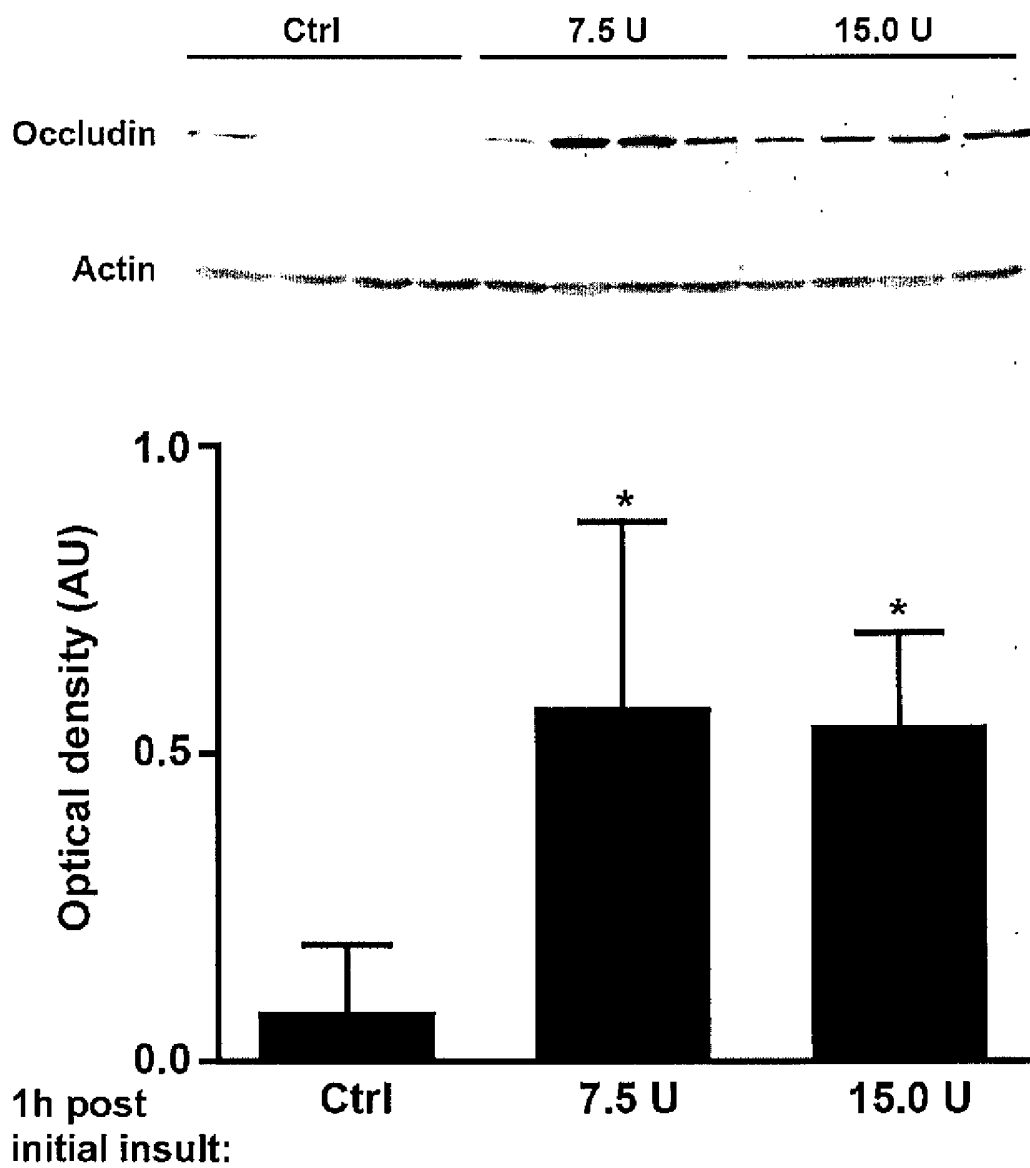 Ctrl 7.5 U 15.0 U
Occludin
Actin
1.0
*
*
0.5
0.0
Optical density (AU)
Ctrl 7.5 U 15.0 U
1h post
initial insult: